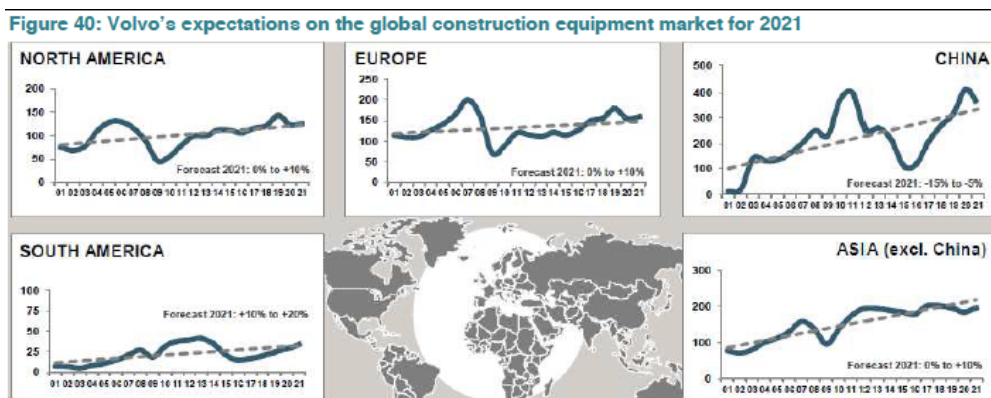 Figure 40: Volvo's expectations on the global construction equipment market for 2021
NORTH AMERICA
200
150
100
50
0
Forecast 2021: 0% to +10%
01 02 03 04 05 06 07 08 09 10 11 12 13 14 15 16 17 18 19 20 21
EUROPE
250
200
150
100
50
0
Forecast 2021: 0% to +10%
01 02 03 04 05 06 07 08 09 10 11 12 13 14 15 16 17 18 19 20 21
CHINA
500
400
300
200
100
0
Forecast 2021: -15% to -5%
01 02 03 04 05 06 07 08 09 10 11 12 13 14 15 16 17 18 19 20 21
SOUTH AMERICA
100
75
50
25
0
Forecast 2021: +10% to +20%
01 02 03 04 05 06 07 08 09 10 11 12 13 14 15 16 17 18 19 20 21
ASIA (excl. China)
300
200
100
0
Forecast 2021: 0% to +10%
01 02 03 04 05 06 07 08 09 10 11 12 13 14 15 16 17 18 19 20 21